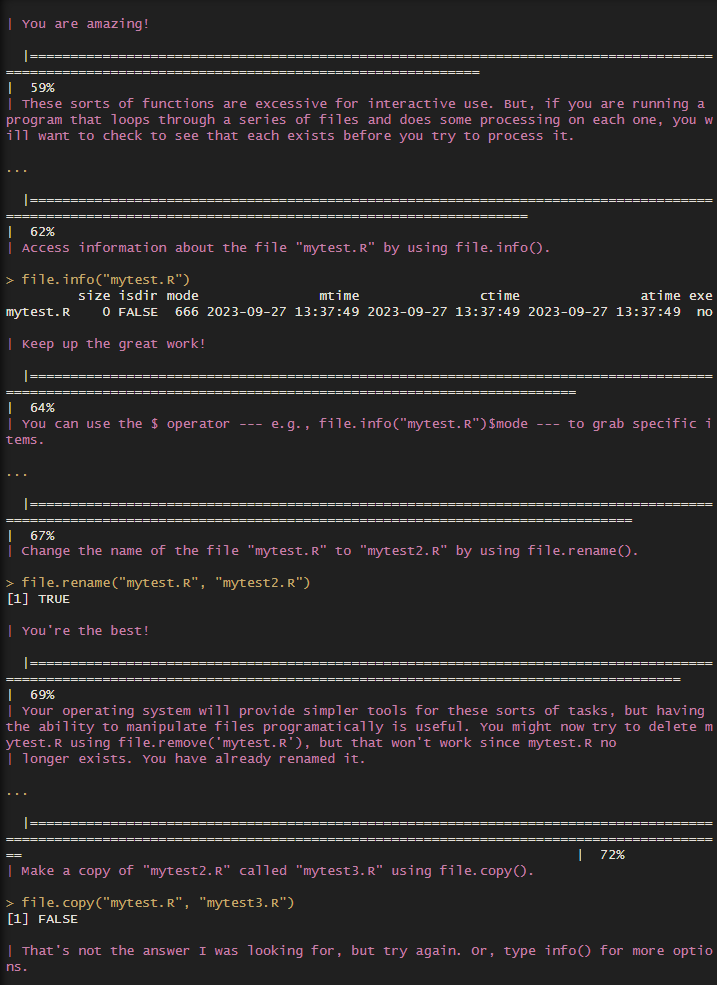 | You are amazing!
|=====================================================================================
===========================================================
| 59%
| These sorts of functions are excessive for interactive use. But, if you are running a
program that loops through a series of files and does some processing on each one, you w
ill want to check to see that each exists before you try to process it.
...
|=====================================================================================
=================================================================
| 62%
| Access information about the file "mytest.R" by using file.info().
> file.info("mytest.R")
size isdir mode mtime ctime atime exe
mytest.R 0 FALSE 666 2023-09-27 13:37:49 2023-09-27 13:37:49 2023-09-27 13:37:49 no
| Keep up the great work!
|=====================================================================================
=======================================================================
| 64%
| You can use the $ operator --- e.g., file.info("mytest.R")$mode --- to grab specific i
tems.
...
|=====================================================================================
==============================================================================
| 67%
| Change the name of the file "mytest.R" to "mytest2.R" by using file.rename().
> file.rename("mytest.R", "mytest2.R")
[1] TRUE
| You're the best!
|=====================================================================================
====================================================================================
| 69%
| Your operating system will provide simpler tools for these sorts of tasks, but having
the ability to manipulate files programatically is useful. You might now try to delete m
ytest.R using file.remove('mytest.R'), but that won't work since mytest.R no
| longer exists. You have already renamed it.
...
|=====================================================================================
========================================================================================
== | 72%
| Make a copy of "mytest2.R" called "mytest3.R" using file.copy().
> file.copy("mytest.R", "mytest3.R")
[1] FALSE
| That's not the answer I was looking for, but try again. Or, type info() for more optio
ns.